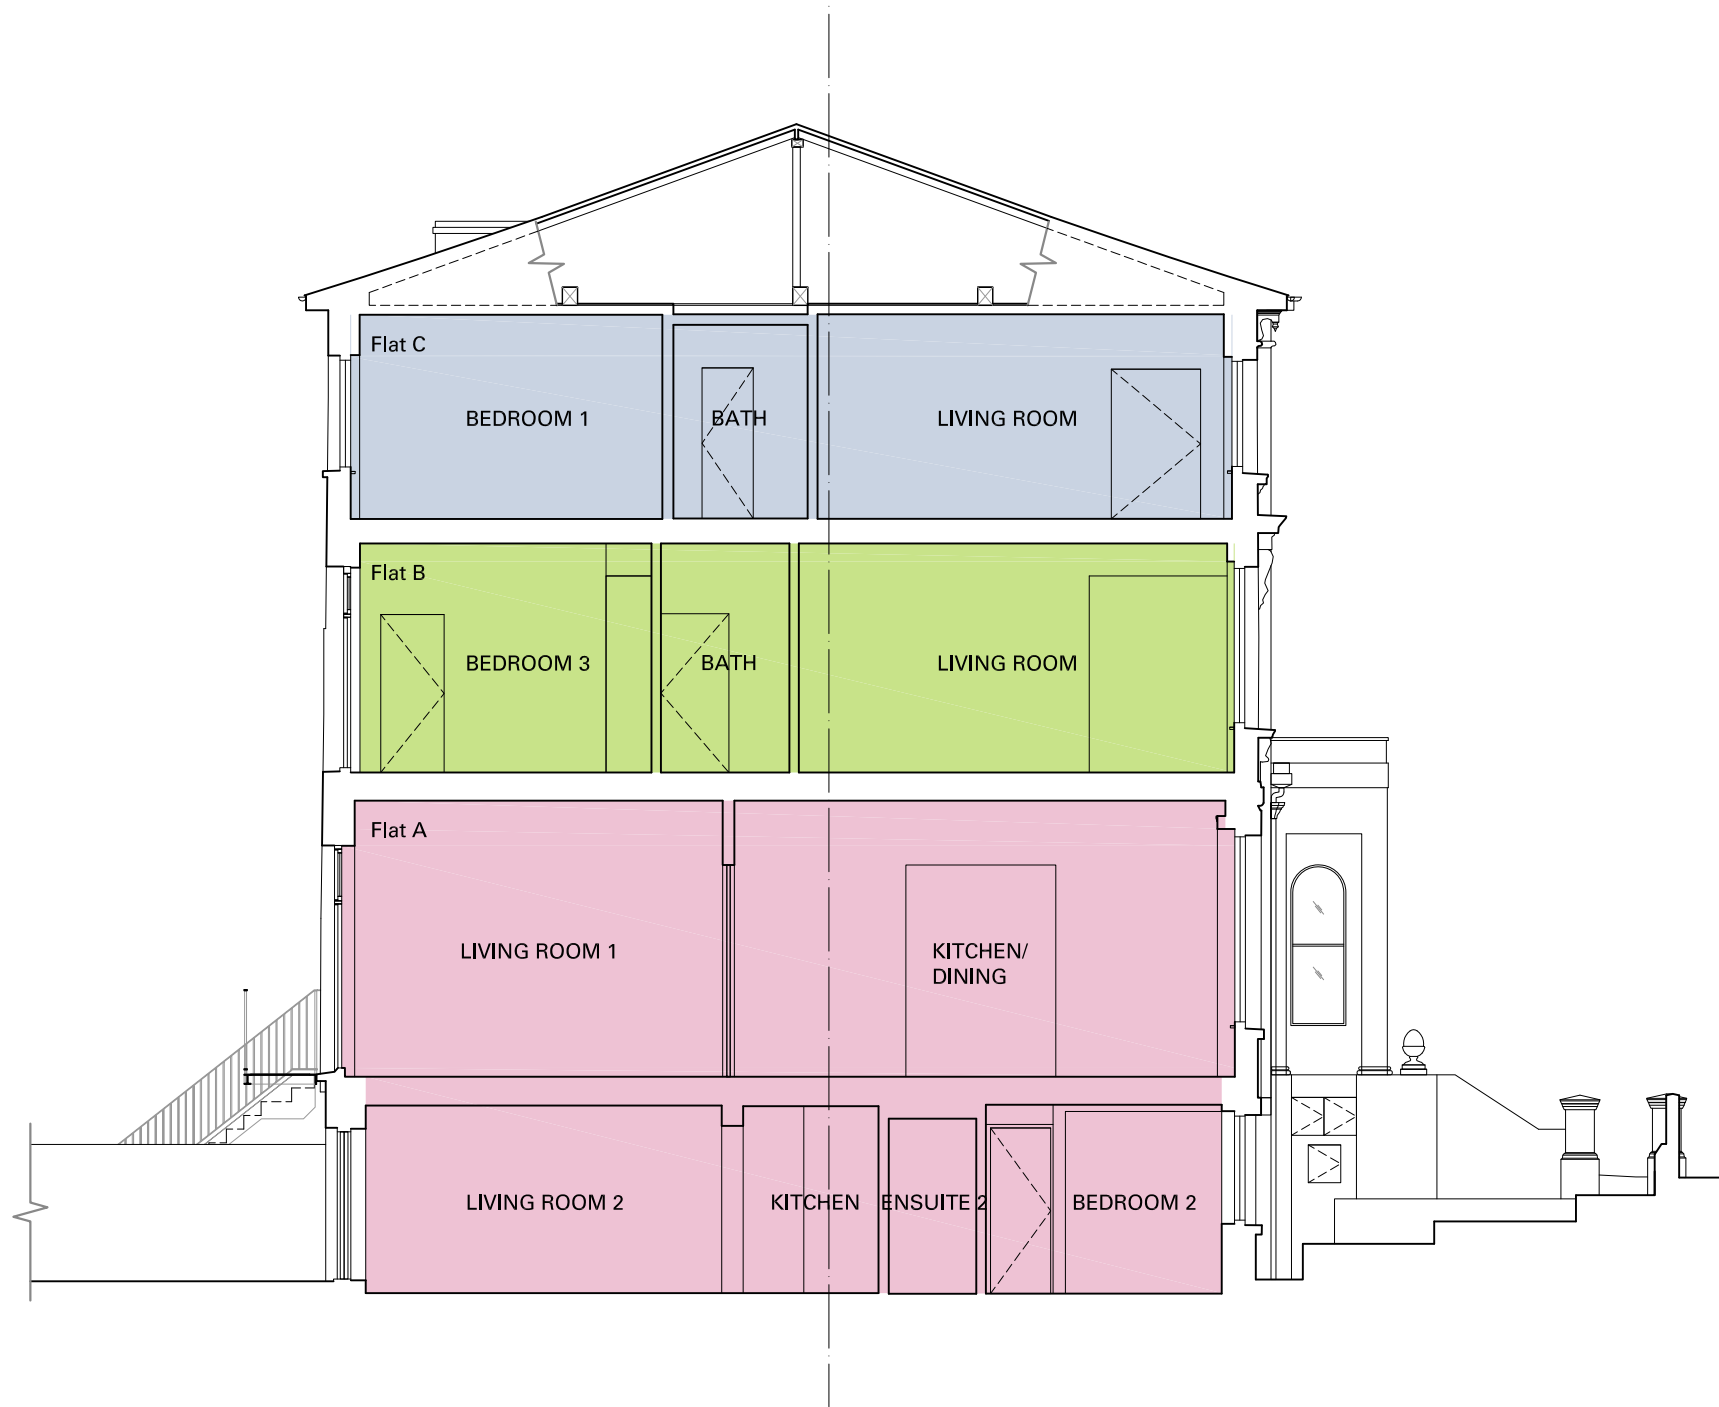 Flat C
BEDROOM 1
BATH
LIVING ROOM
Flat B
BEDROOM 3
BATH
LIVING ROOM
Flat A
LIVING ROOM 1
KITCHEN/
DINING
LIVING ROOM 2
KITCHEN
ENSUITE 2
BEDROOM 2